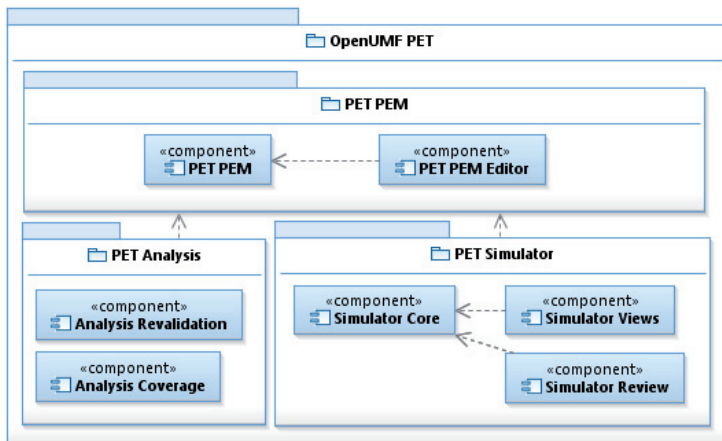 OpenUMF PET
PET PEM
«component»
PET PEM
«component»
PET PEM Editor
PET Analysis
«component»
Analysis Revalidation
«component»
Analysis Coverage
PET Simulator
«component»
Simulator Core
«component»
Simulator Views
«component»
Simulator Review